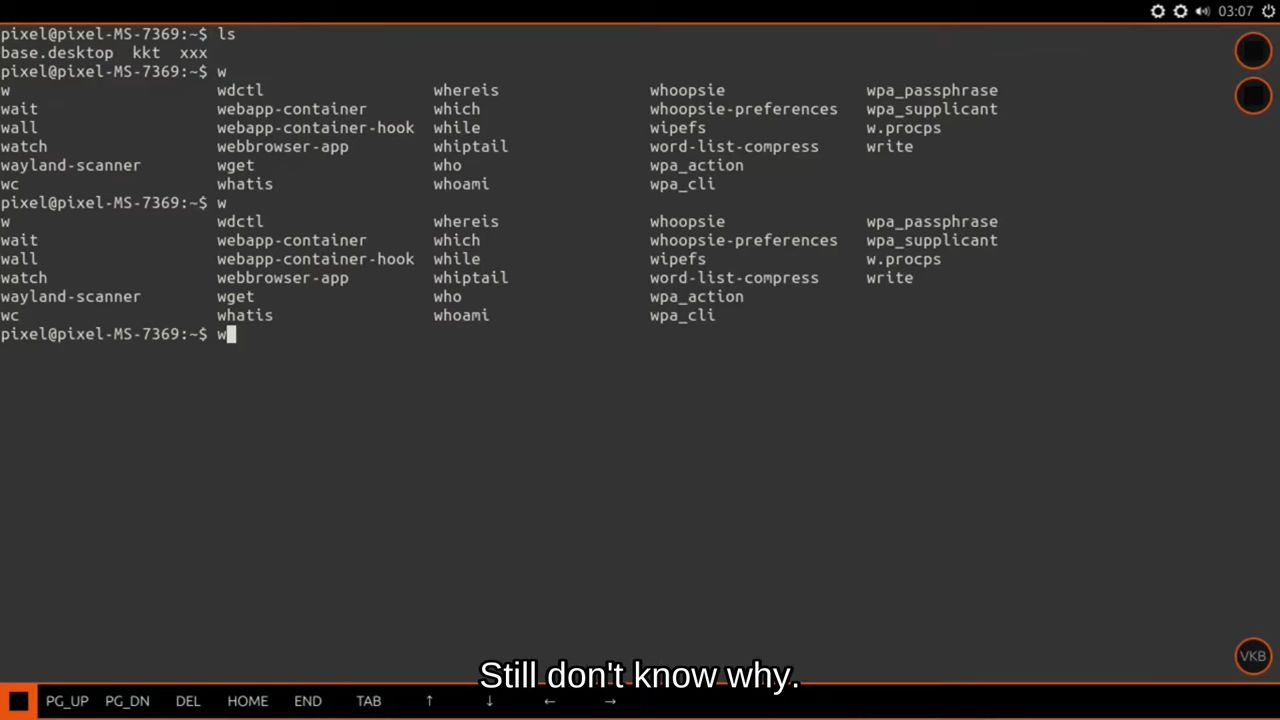 03:07
pixel@pixel-MS-7369:~$ ls
base.desktop  kkt  xxx
pixel@pixel-MS-7369:~$ w
w wdctl whereis whoopsie wpa_passphrase
wait webapp-container which whoopsie-preferences wpa_supplicant
wall webapp-container-hook while wipefs w.procps
watch webbrowser-app whiptail word-list-compress write
wayland-scanner wget who wpa_action
wc whatis whoami wpa_cli
pixel@pixel-MS-7369:~$ w
w wdctl whereis whoopsie wpa_passphrase
wait webapp-container which whoopsie-preferences wpa_supplicant
wall webapp-container-hook while wipefs w.procps
watch webbrowser-app whiptail word-list-compress write
wayland-scanner wget who wpa_action
wc whatis whoami wpa_cli
pixel@pixel-MS-7369:~$ w
VKB
Still don't know why.
PG_UP PG_DN DEL HOME END TAB ↑ ↓ ← →